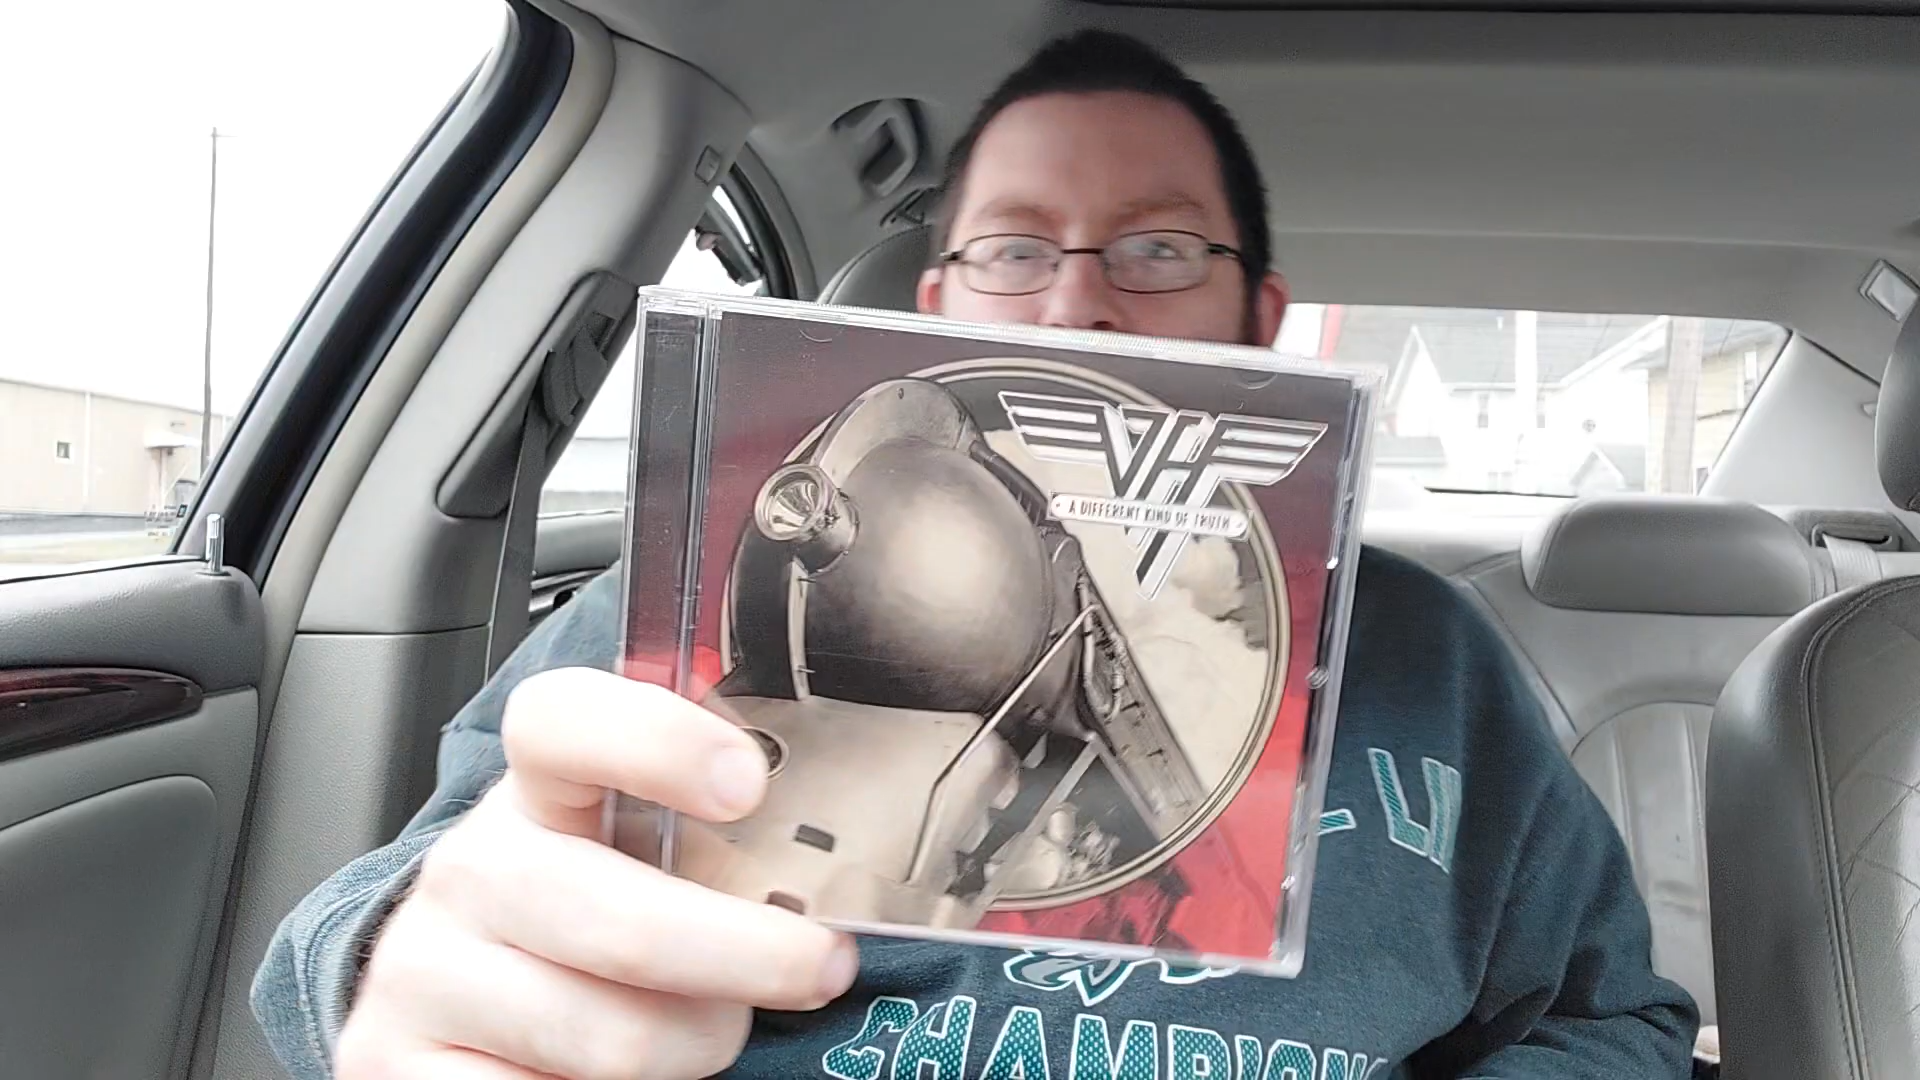 VH
A DIFFERENT KIND OF TRUTH
CHAMPION